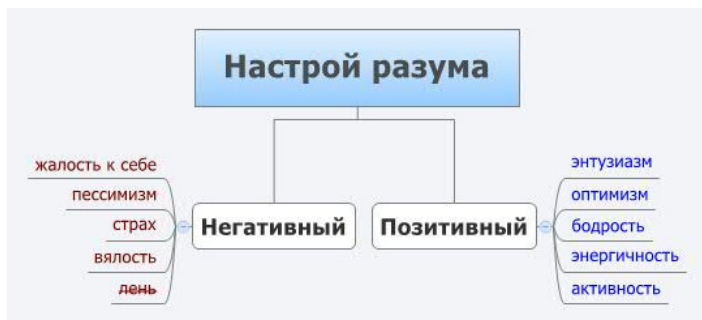 Настрой разума
Негативный
жалость к себе
пессимизм
страх
вялость
лень
Позитивный
энтузиазм
оптимизм
бодрость
энергичность
активность